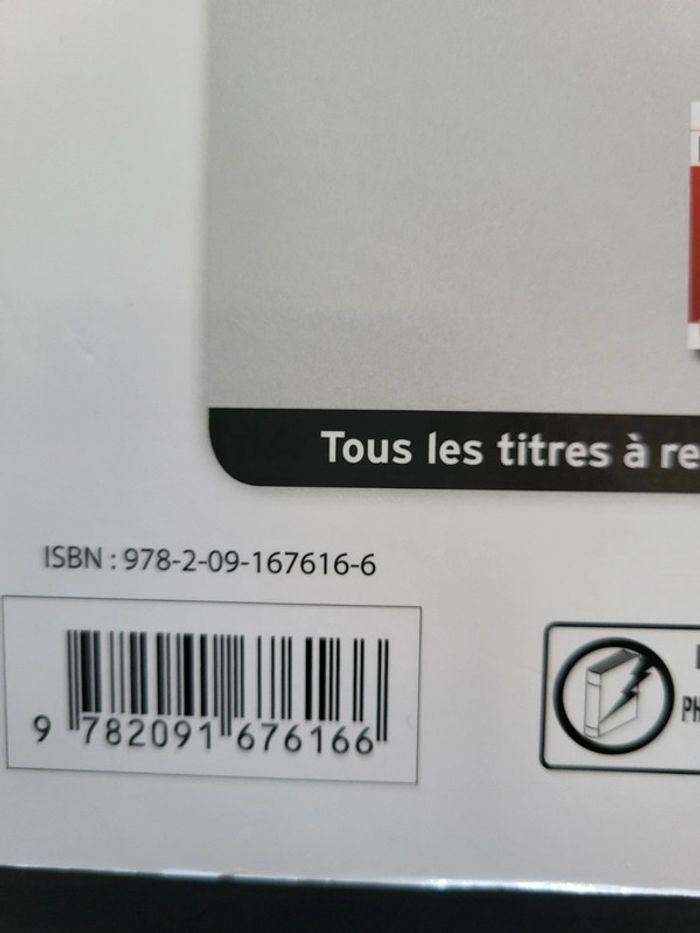 Tous les titres à re
ISBN : 978-2-09-167616-6
9 782091 676166